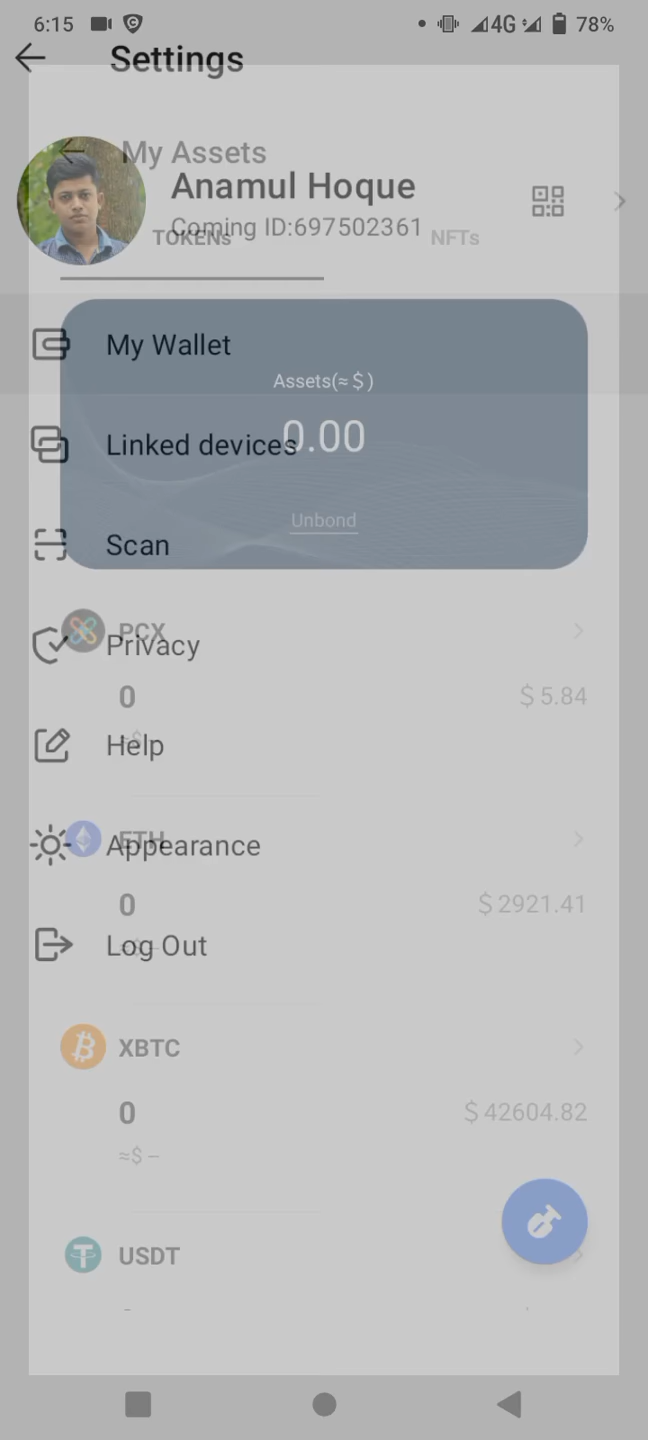 6:15
4G
78%
Settings
My Assets
Anamul Hoque
Coming ID:697502361
TOKENs
NFTs
My Wallet
Assets(≈$)
0.00
Linked devices
Unbond
Scan
PCX
Privacy
0
$ 5.84
≈$ –
Help
ETH
Appearance
0
$ 2921.41
≈$ –
Log Out
XBTC
0
$ 42604.82
≈$ –
USDT